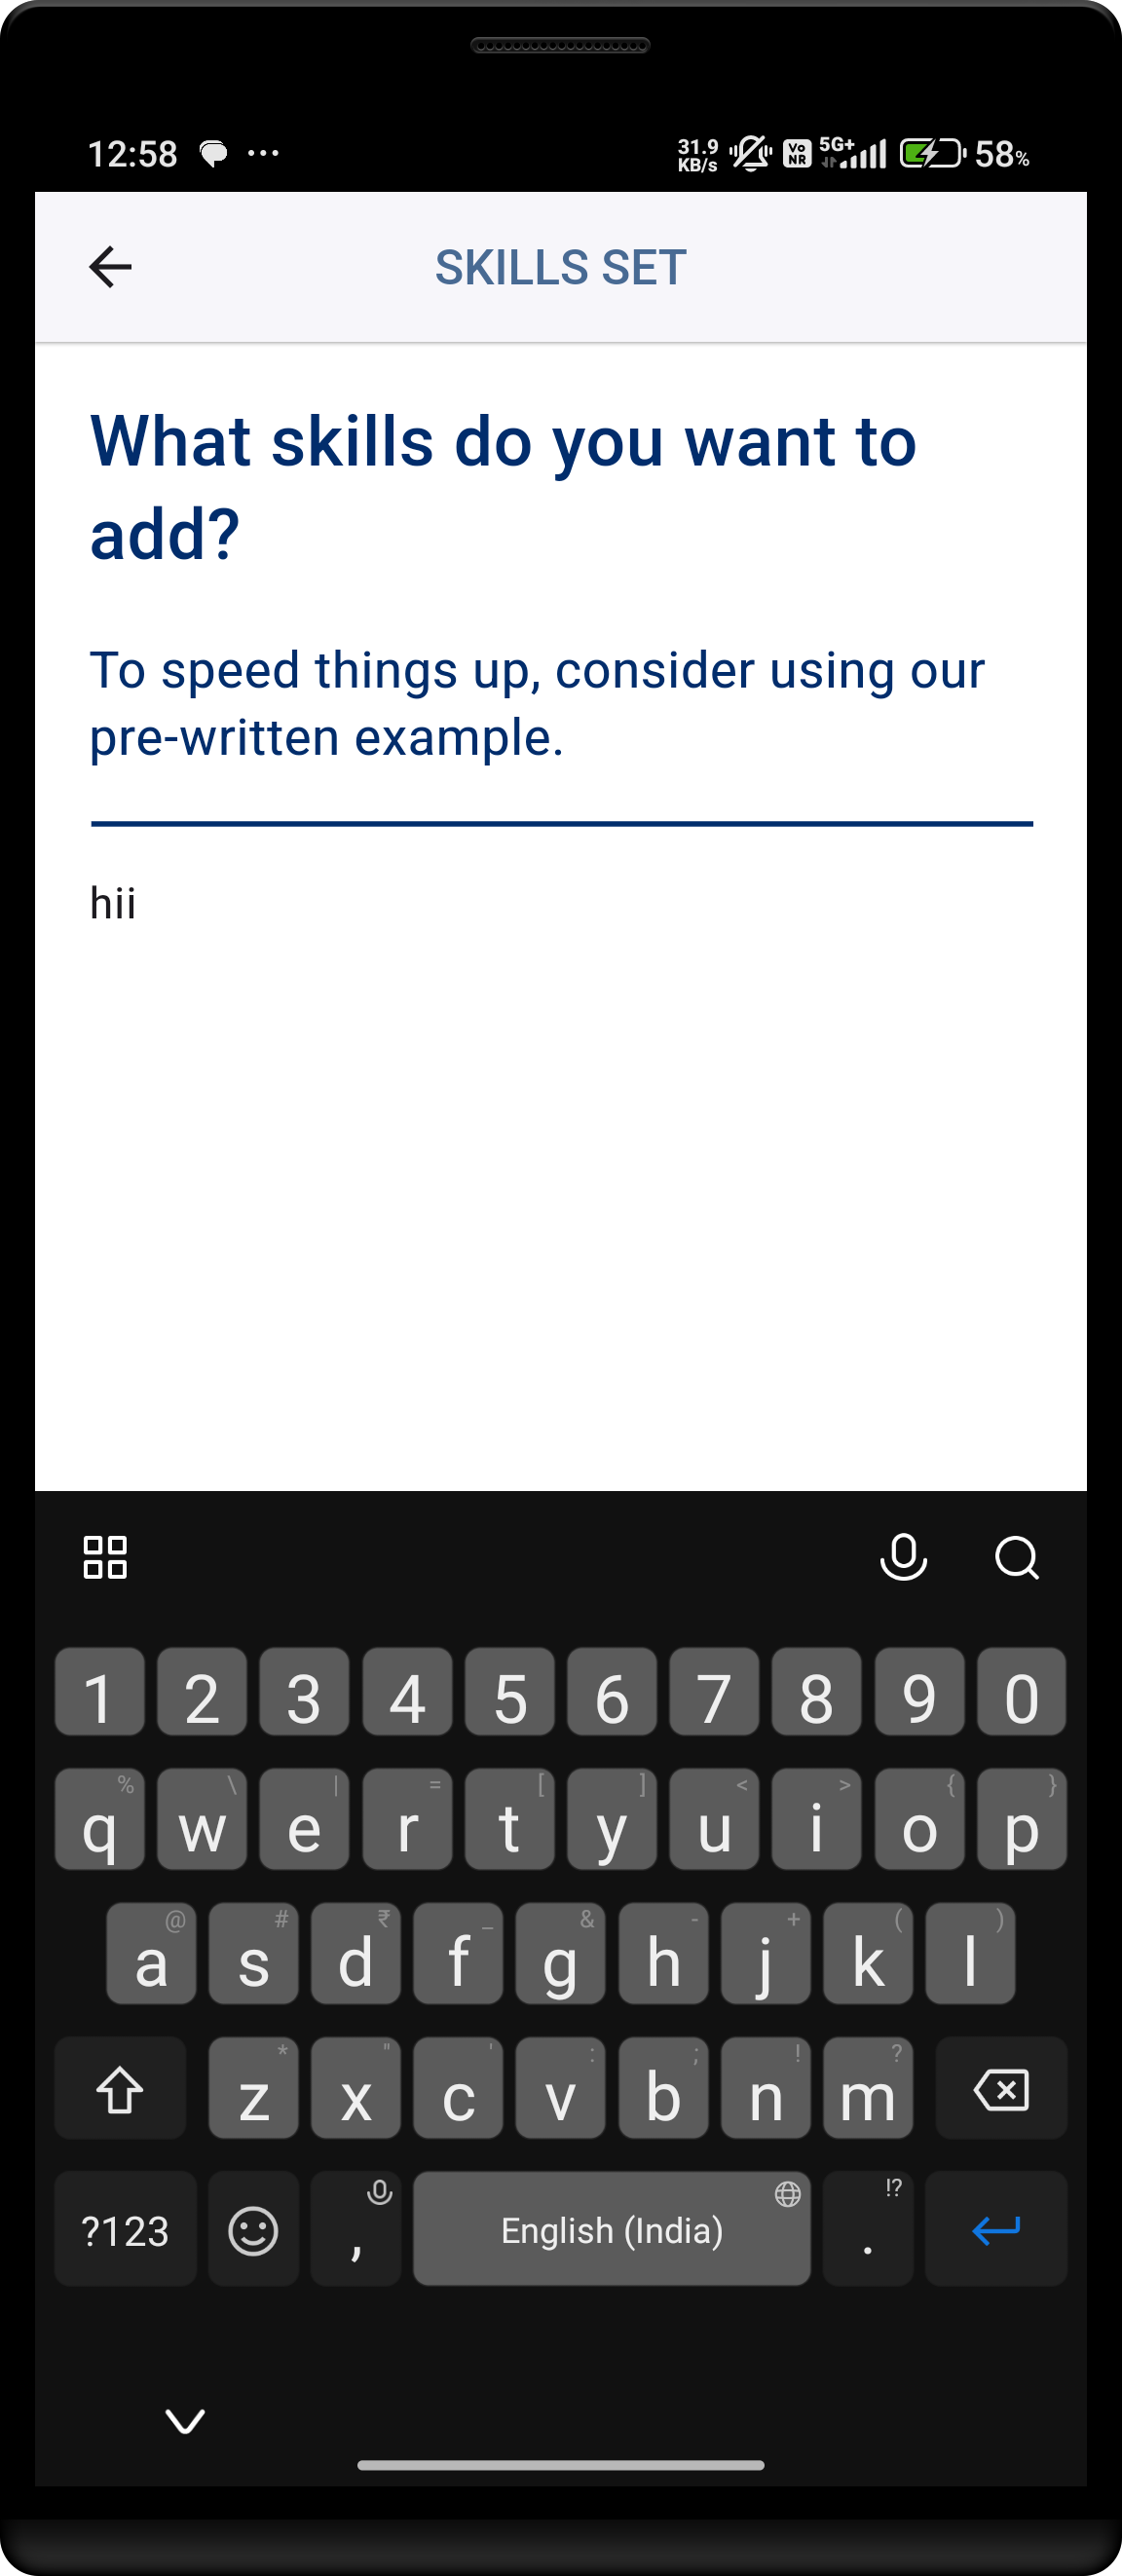 12:58 ... 31.9 KB/s Vo NR 5G+ 58%
SKILLS SET
What skills do you want to
add?
To speed things up, consider using our
pre-written example.
hii
1 2 3 4 5 6 7 8 9 0
% \ | = [ ] < > { }
q w e r t y u i o p
@ # ₹ _ & - + ( )
a s d f g h j k l
* " ' : ; ! ?
z x c v b n m
!?
?123 , English (India) .